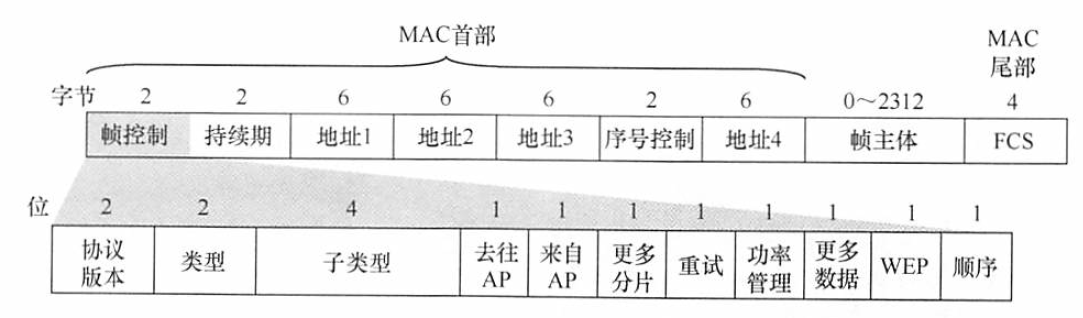 MAC首部
MAC
尾部
字节 2 2 6 6 6 2 6 0～2312 4
帧控制 持续期 地址1 地址2 地址3 序号控制 地址4 帧主体 FCS
位 2 2 4 1 1 1 1 1 1 1 1
协议
版本
类型
子类型
去往
AP
来自
AP
更多
分片
重试
功率
管理
更多
数据
WEP
顺序